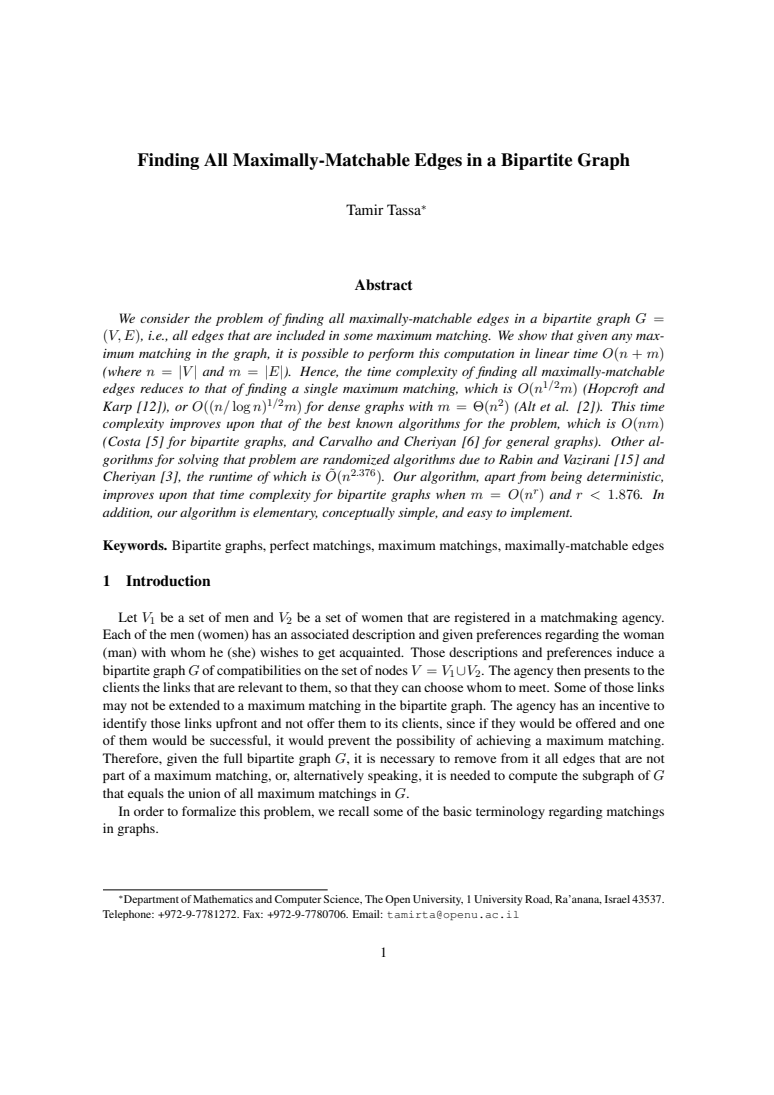 Finding All Maximally-Matchable Edges in a Bipartite Graph
Tamir Tassa*
Abstract
We consider the problem of finding all maximally-matchable edges in a bipartite graph G =
(V, E), i.e., all edges that are included in some maximum matching. We show that given any max-
imum matching in the graph, it is possible to perform this computation in linear time O(n + m)
(where n = |V| and m = |E|). Hence, the time complexity of finding all maximally-matchable
edges reduces to that of finding a single maximum matching, which is O(n^{1/2}m) (Hopcroft and
Karp [12]), or O((n/ log n)^{1/2}m) for dense graphs with m = Θ(n²) (Alt et al. [2]). This time
complexity improves upon that of the best known algorithms for the problem, which is O(nm)
(Costa [5] for bipartite graphs, and Carvalho and Cheriyan [6] for general graphs). Other al-
gorithms for solving that problem are randomized algorithms due to Rabin and Vazirani [15] and
Cheriyan [3], the runtime of which is Õ(n^{2.376}). Our algorithm, apart from being deterministic,
improves upon that time complexity for bipartite graphs when m = O(n^r) and r < 1.876. In
addition, our algorithm is elementary, conceptually simple, and easy to implement.
Keywords. Bipartite graphs, perfect matchings, maximum matchings, maximally-matchable edges
1 Introduction
Let V₁ be a set of men and V₂ be a set of women that are registered in a matchmaking agency.
Each of the men (women) has an associated description and given preferences regarding the woman
(man) with whom he (she) wishes to get acquainted. Those descriptions and preferences induce a
bipartite graph G of compatibilities on the set of nodes V = V₁∪V₂. The agency then presents to the
clients the links that are relevant to them, so that they can choose whom to meet. Some of those links
may not be extended to a maximum matching in the bipartite graph. The agency has an incentive to
identify those links upfront and not offer them to its clients, since if they would be offered and one
of them would be successful, it would prevent the possibility of achieving a maximum matching.
Therefore, given the full bipartite graph G, it is necessary to remove from it all edges that are not
part of a maximum matching, or, alternatively speaking, it is needed to compute the subgraph of G
that equals the union of all maximum matchings in G.
In order to formalize this problem, we recall some of the basic terminology regarding matchings
in graphs.
*Department of Mathematics and Computer Science, The Open University, 1 University Road, Ra'anana, Israel 43537.
Telephone: +972-9-7781272. Fax: +972-9-7780706. Email: tamirta@openu.ac.il
1